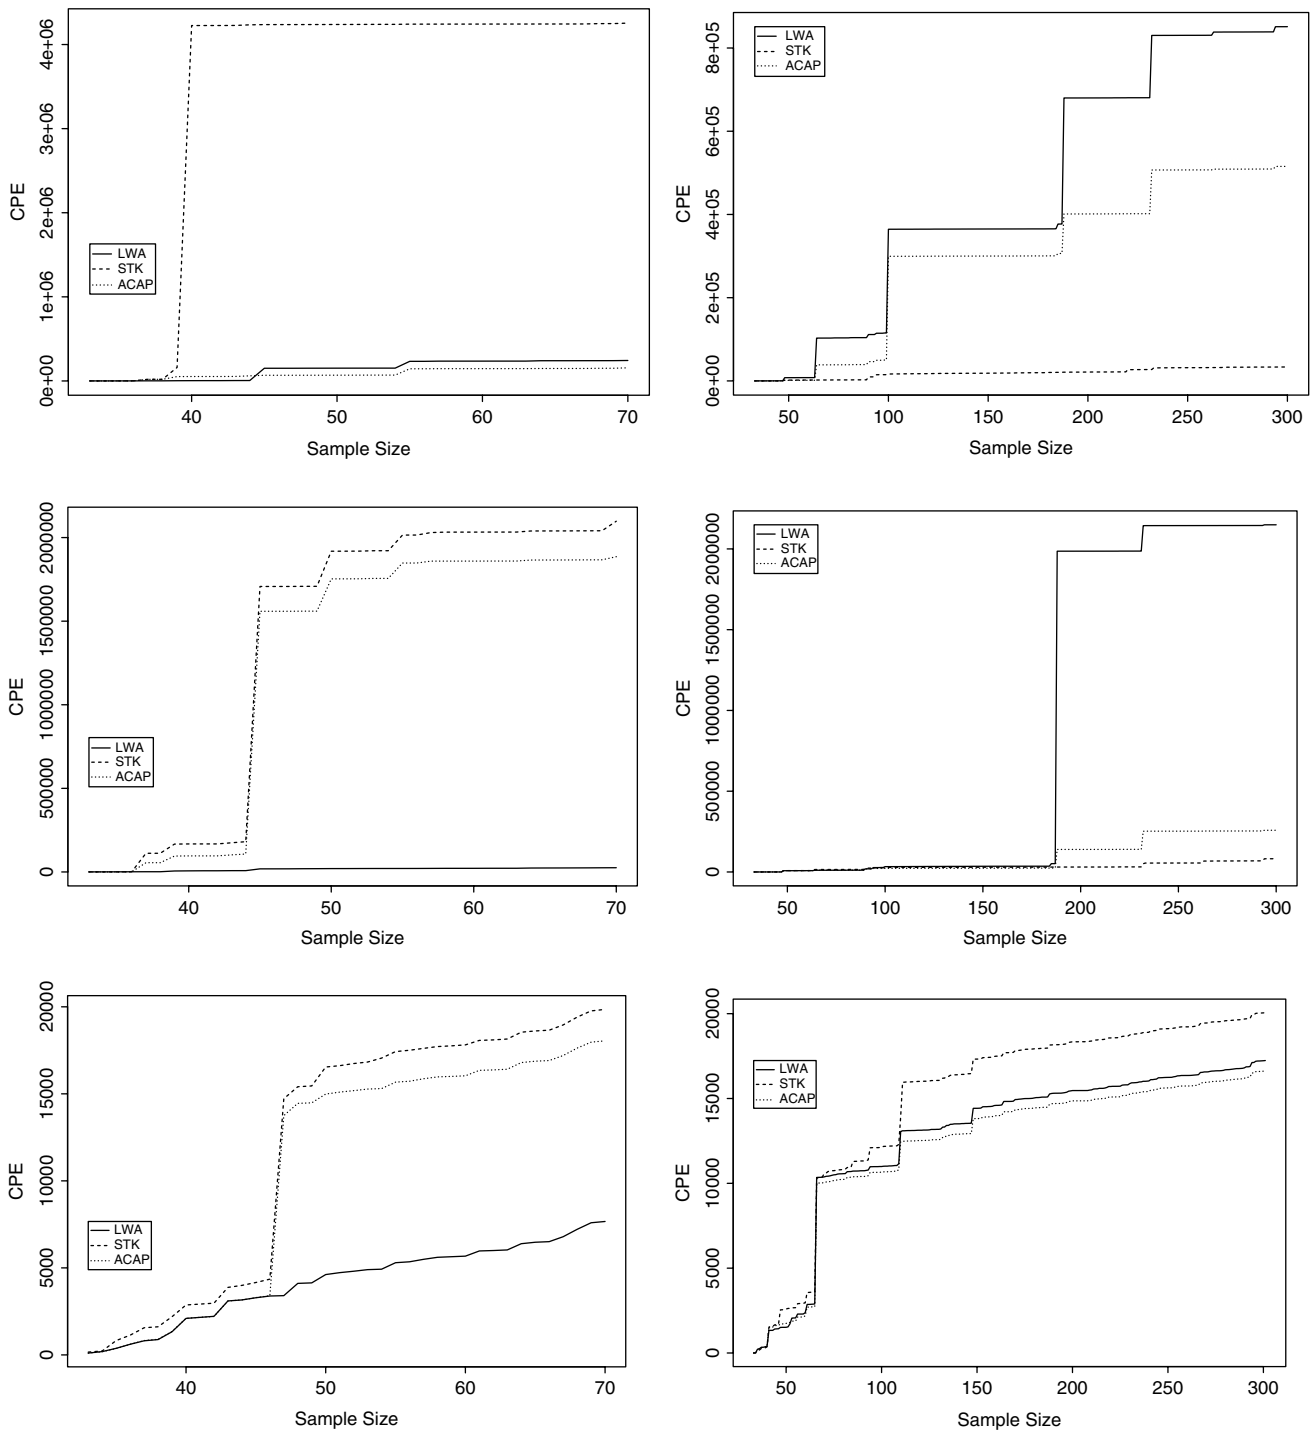 CPE
0e+00 1e+06 2e+06 3e+06 4e+06
LWA
STK
ACAP
40 50 60 70
Sample Size
CPE
0e+00 2e+05 4e+05 6e+05 8e+05
LWA
STK
ACAP
50 100 150 200 250 300
Sample Size
CPE
0 500000 1000000 1500000 2000000
LWA
STK
ACAP
40 50 60 70
Sample Size
CPE
0 500000 1000000 1500000 2000000
LWA
STK
ACAP
50 100 150 200 250 300
Sample Size
CPE
0 5000 10000 15000 20000
LWA
STK
ACAP
40 50 60 70
Sample Size
CPE
0 5000 10000 15000 20000
LWA
STK
ACAP
50 100 150 200 250 300
Sample Size